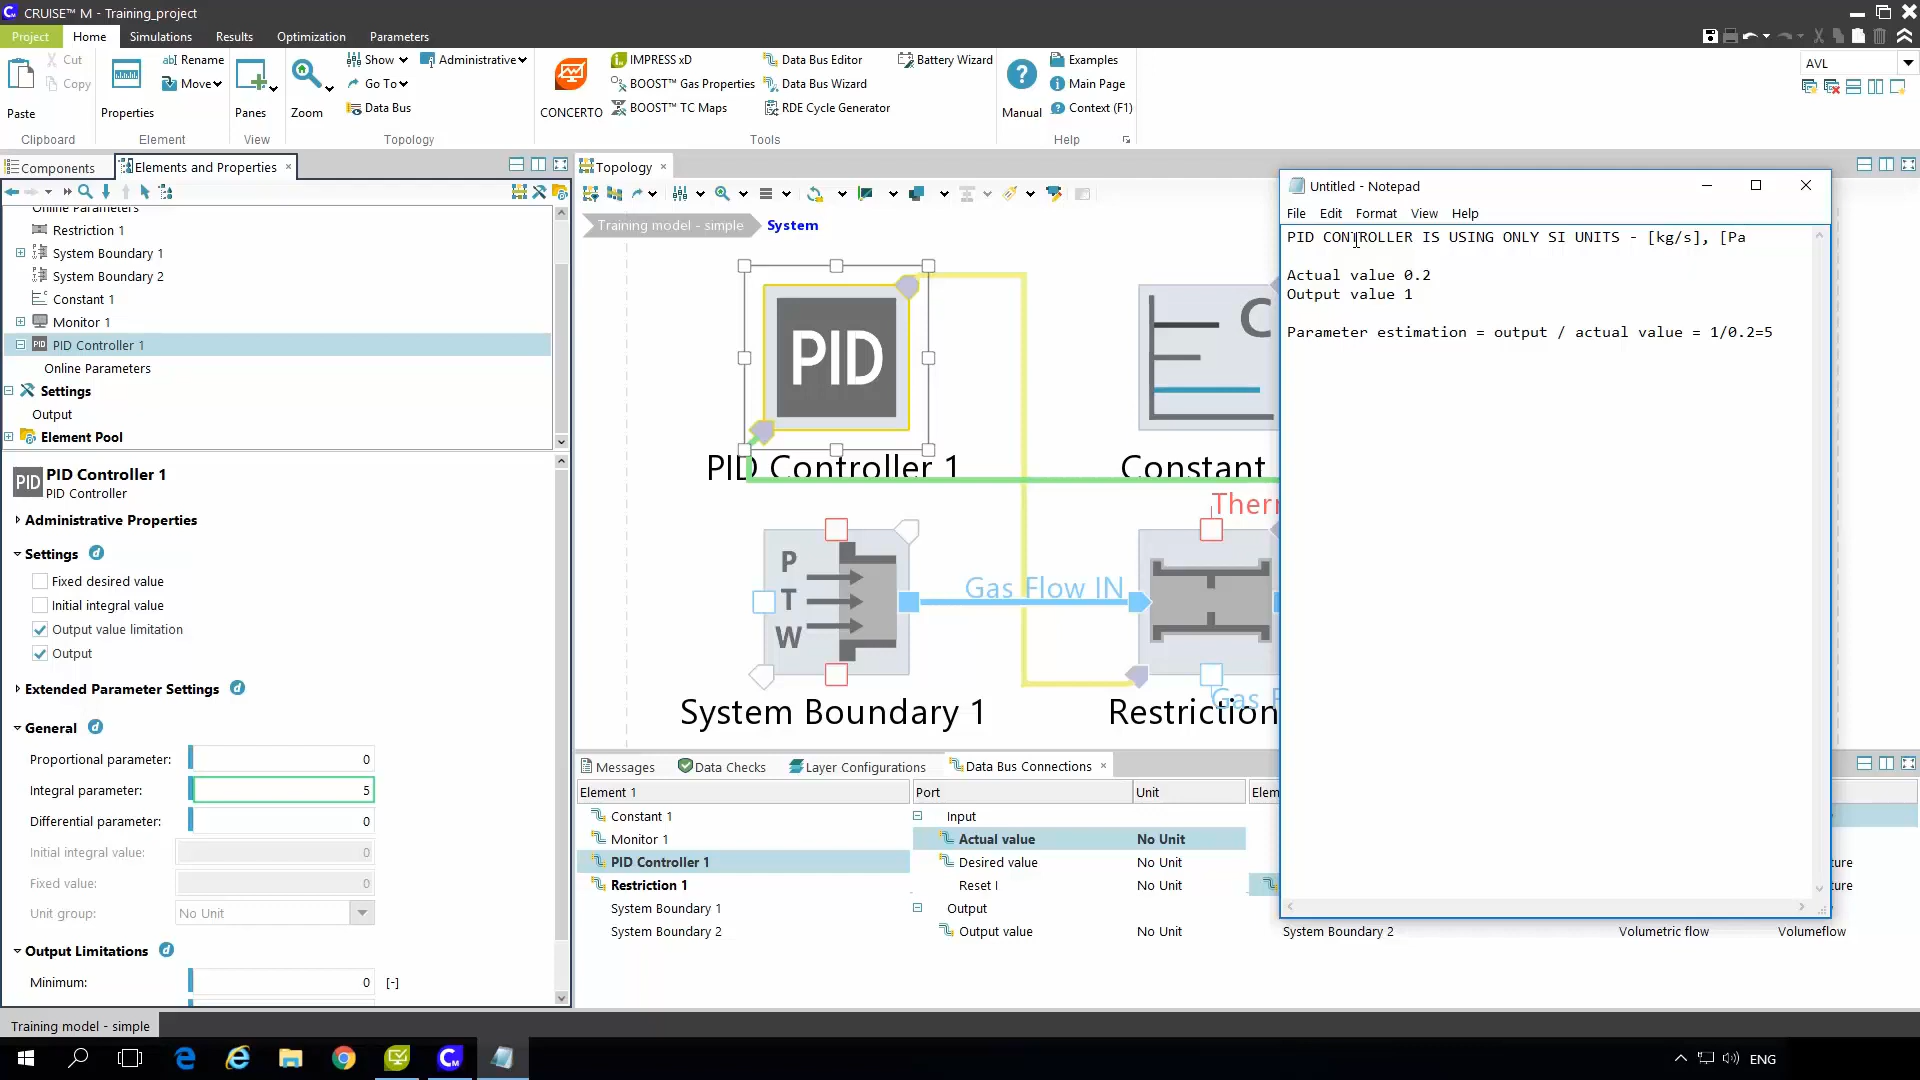 CRUISE™ M - Training_project
Project
Home
Simulations
Results
Optimization
Parameters
Paste
Cut
Copy
Clipboard
Properties
Rename
Move
Element
Panes
View
Zoom
Show
Go To
Data Bus
Administrative
Topology
CONCERTO
IMPRESS xD
BOOST™ Gas Properties
BOOST™ TC Maps
Data Bus Editor
Data Bus Wizard
RDE Cycle Generator
Battery Wizard
Tools
Manual
Examples
Main Page
Context (F1)
Help
AVL
Components
Elements and Properties
Restriction 1
System Boundary 1
System Boundary 2
Constant 1
Monitor 1
PID PID Controller 1
Online Parameters
Settings
Output
Element Pool
PID
PID Controller 1
PID Controller
Administrative Properties
Settings
Fixed desired value
Initial integral value
Output value limitation
Output
Extended Parameter Settings
General
Proportional parameter: 0
Integral parameter: 5
Differential parameter: 0
Initial integral value: 0
Fixed value: 0
Unit group: No Unit
Output Limitations
Minimum: 0 [-]
Training model - simple
Topology
Training model - simple
System
PID
PID Controller 1
C
Constant
Ther
P
T
W
Gas Flow IN
Gas F
System Boundary 1
Restriction
Untitled - Notepad
File Edit Format View Help
PID CONTROLLER IS USING ONLY SI UNITS - [kg/s], [Pa
Actual value 0.2
Output value 1
Parameter estimation = output / actual value = 1/0.2=5
Messages
Data Checks
Layer Configurations
Data Bus Connections
Element 1 Port Unit Elem
Constant 1 Input
Monitor 1 Actual value No Unit
PID Controller 1 Desired value No Unit ture
Restriction 1 Reset I No Unit ture
System Boundary 1 Output
System Boundary 2 Output value No Unit System Boundary 2 Volumetric flow Volumeflow
ENG